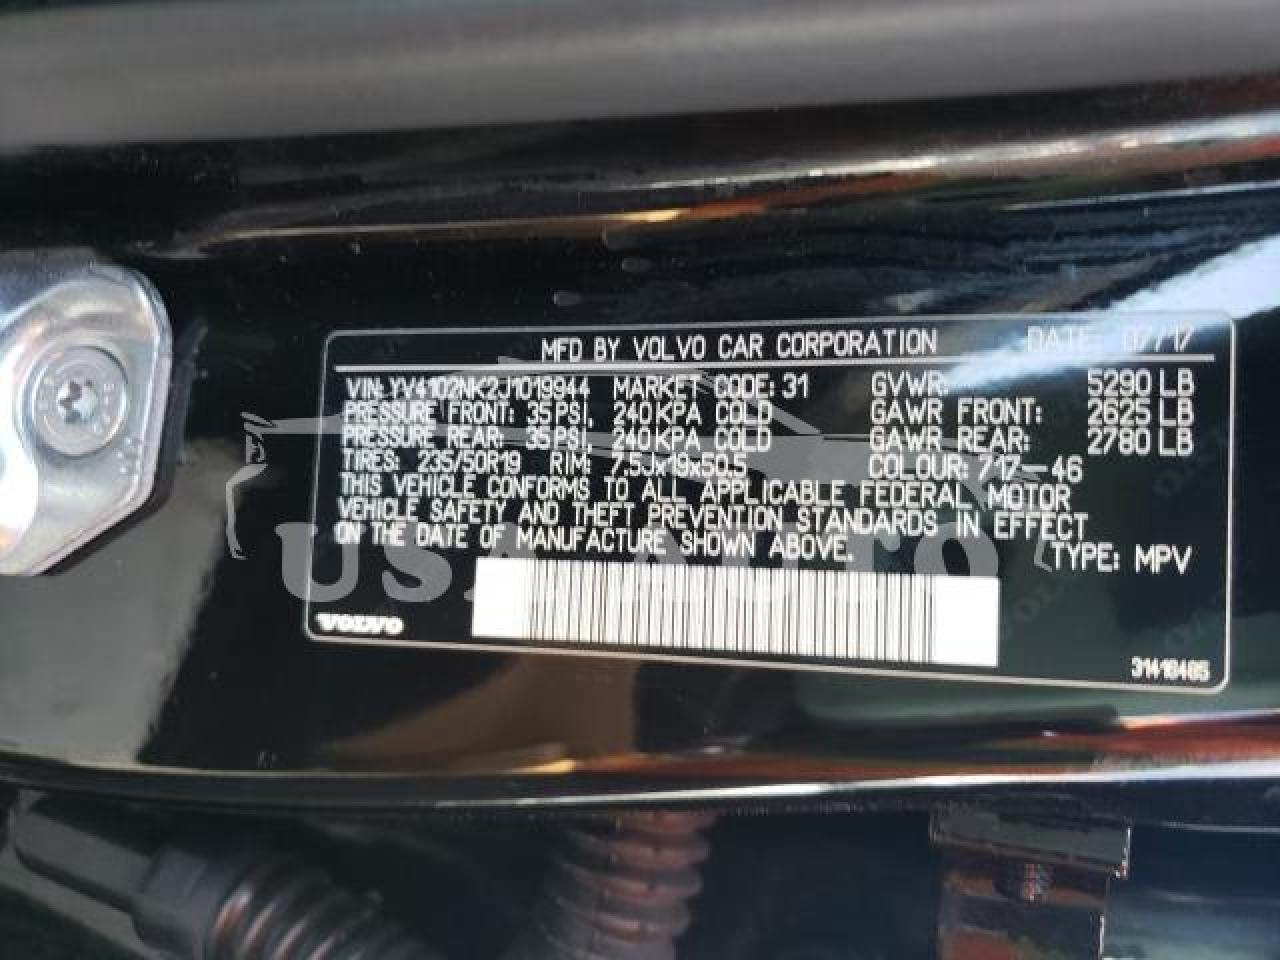 MFD BY VOLVO CAR CORPORATION DATE: 07/17
VIN: YV4102NK2J1019944 MARKET CODE: 31 GVWR: 5290 LB
PRESSURE FRONT: 35 PSI, 240 KPA COLD GAWR FRONT: 2625 LB
PRESSURE REAR: 35 PSI, 240 KPA COLD GAWR REAR: 2780 LB
TIRES: 235/50R19 RIM: 7.5Jx19x50.5 COLOUR: 717-46
THIS VEHICLE CONFORMS TO ALL APPLICABLE FEDERAL MOTOR
VEHICLE SAFETY AND THEFT PREVENTION STANDARDS IN EFFECT
ON THE DATE OF MANUFACTURE SHOWN ABOVE.
TYPE: MPV
USA AUTO
VOLVO
31416405